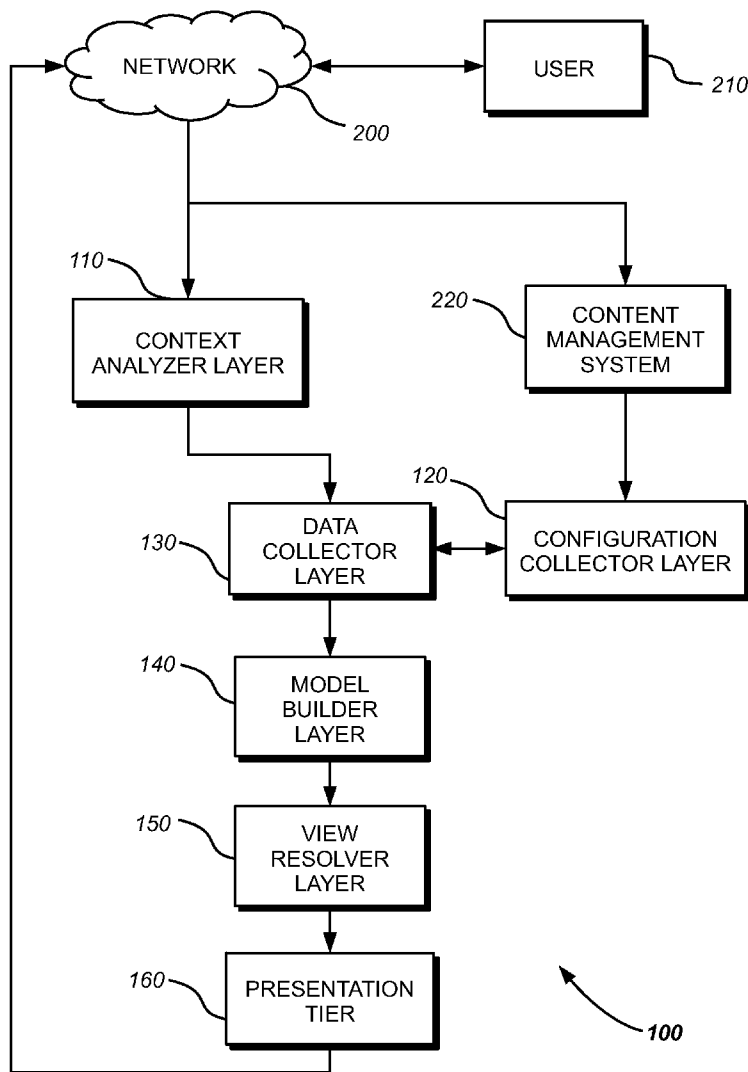 NETWORK
200
USER
210
110
CONTEXT
ANALYZER LAYER
220
CONTENT
MANAGEMENT
SYSTEM
130
DATA
COLLECTOR
LAYER
120
CONFIGURATION
COLLECTOR LAYER
140
MODEL
BUILDER
LAYER
150
VIEW
RESOLVER
LAYER
160
PRESENTATION
TIER
100